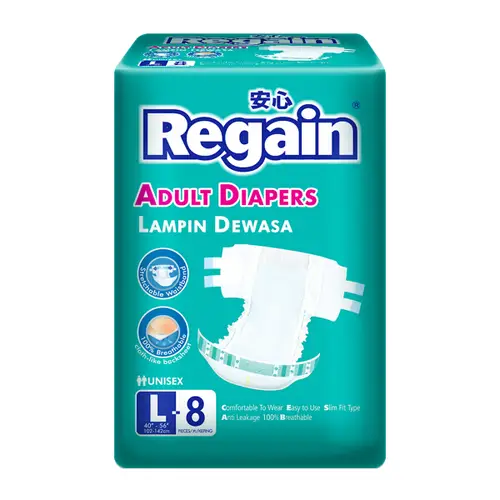 Regain
安心
Regain®
ADULT DIAPERS
LAMPIN DEWASA
Stretchable Waistband
100% Breathable
cloth-like backsheet
UNISEX
L-8
40" - 56"
102-142cm
PIECES/K/KEPING
Comfortable To Wear Easy to Use Slim Fit Type
Anti Leakage 100% Breathable